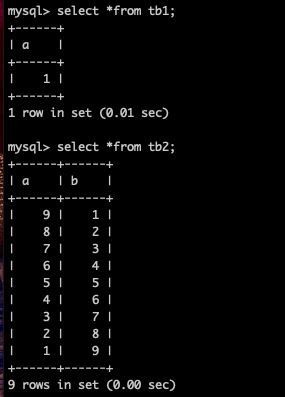 mysql> select *from tb1;
+------+
| a    |
+------+
|    1 |
+------+
1 row in set (0.01 sec)
mysql> select *from tb2;
+------+------+
| a    | b    |
+------+------+
|    9 |    1 |
|    8 |    2 |
|    7 |    3 |
|    6 |    4 |
|    5 |    5 |
|    4 |    6 |
|    3 |    7 |
|    2 |    8 |
|    1 |    9 |
+------+------+
9 rows in set (0.00 sec)